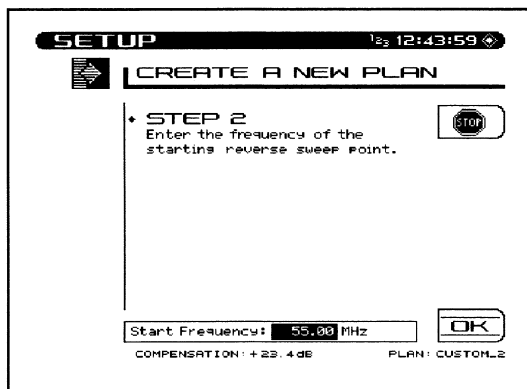 SETUP 123 12:43:59
CREATE A NEW PLAN
STEP 2
Enter the frequency of the
starting reverse sweep point.
STOP
Start Frequency: 55.00 MHz
OK
COMPENSATION: +23.4dB PLAN: CUSTOM_2